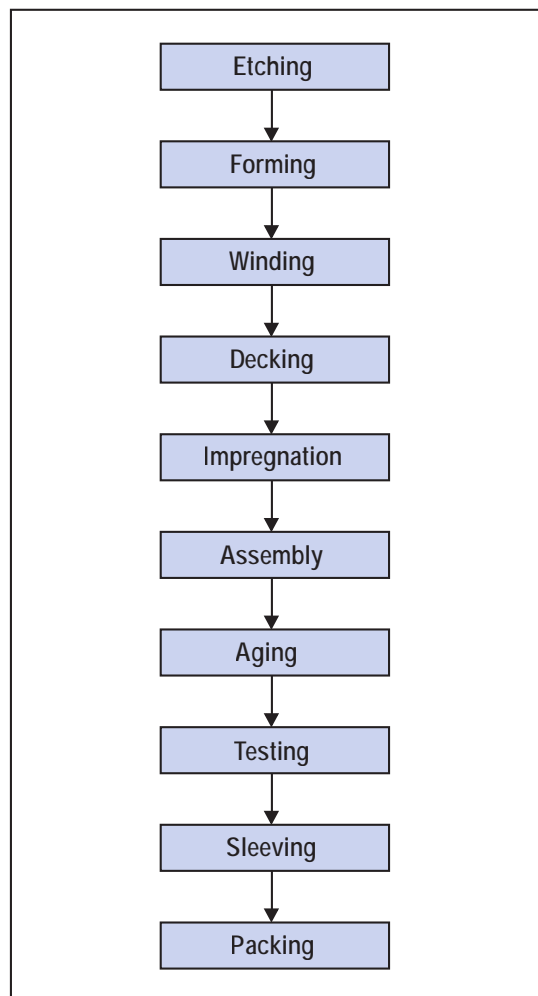 Etching
Forming
Winding
Decking
Impregnation
Assembly
Aging
Testing
Sleeving
Packing